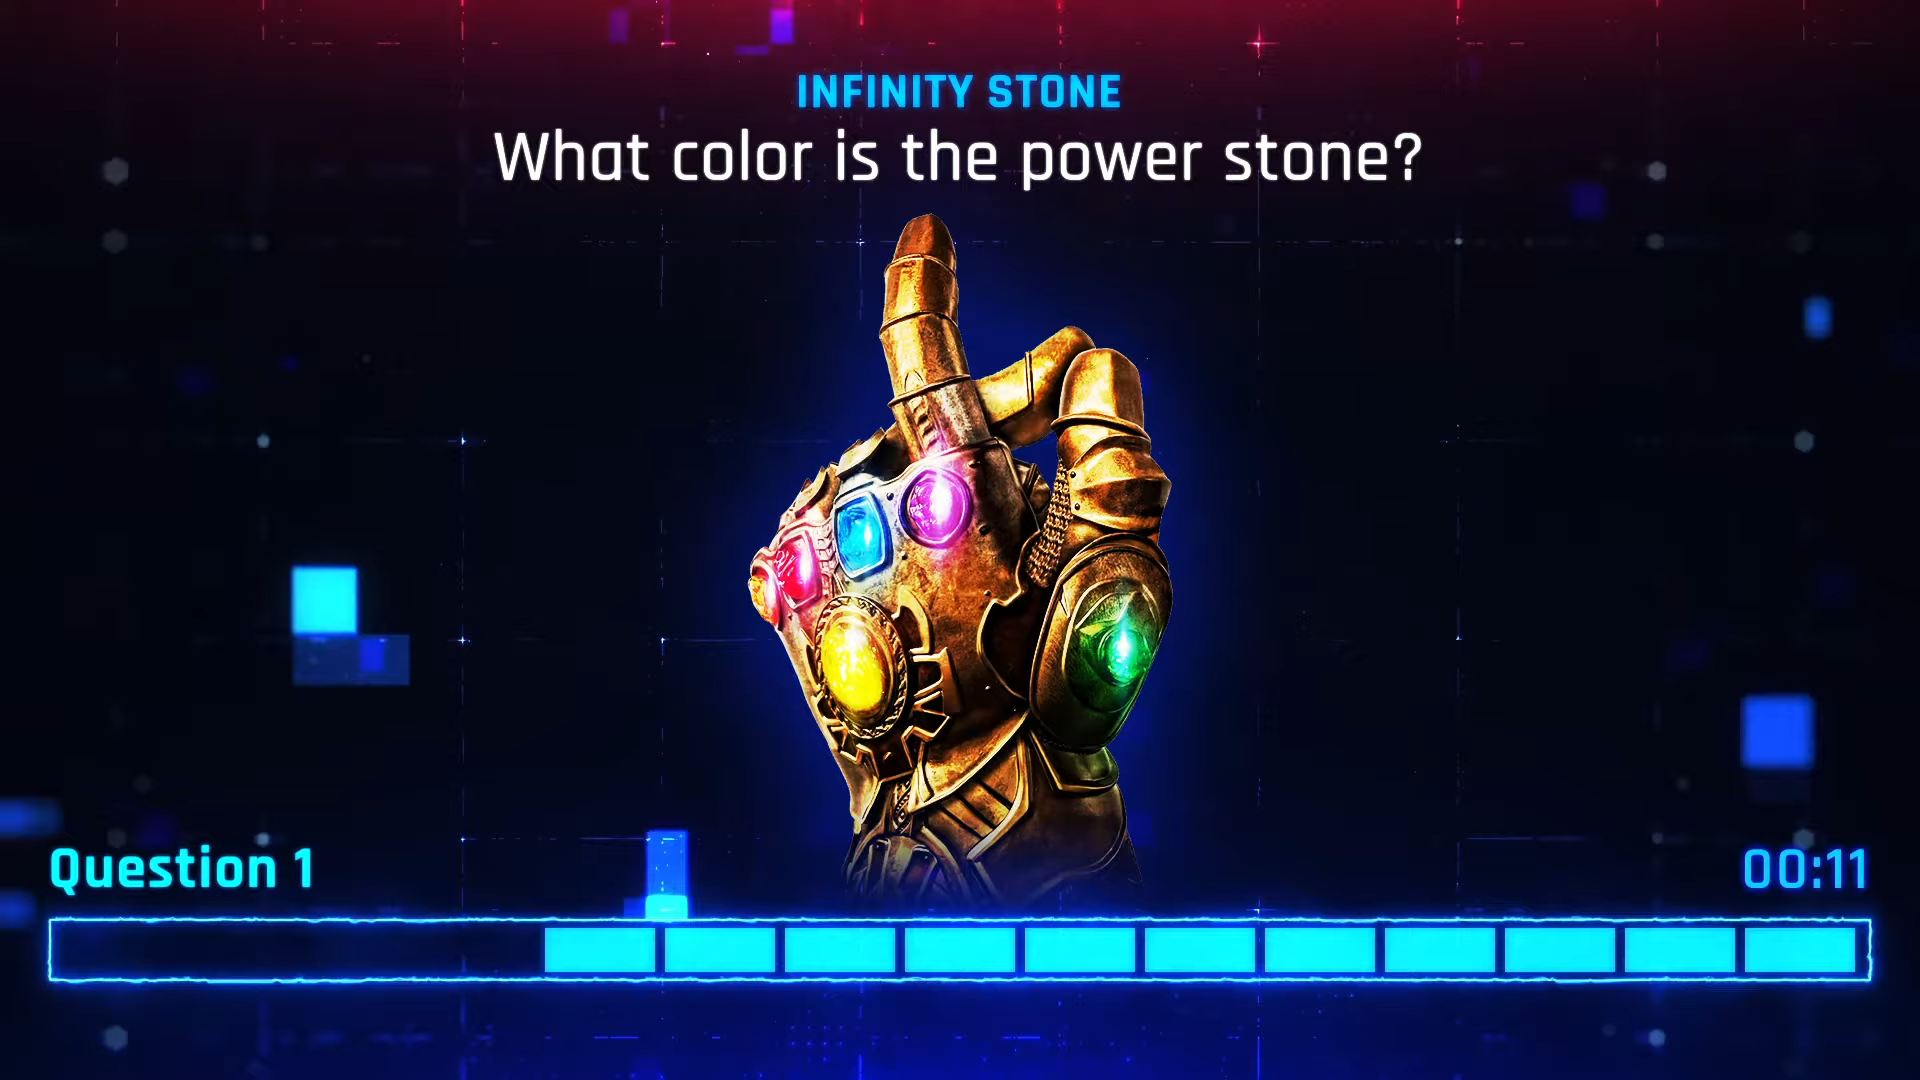 INFINITY STONE
What color is the power stone?
Question 1
00:11